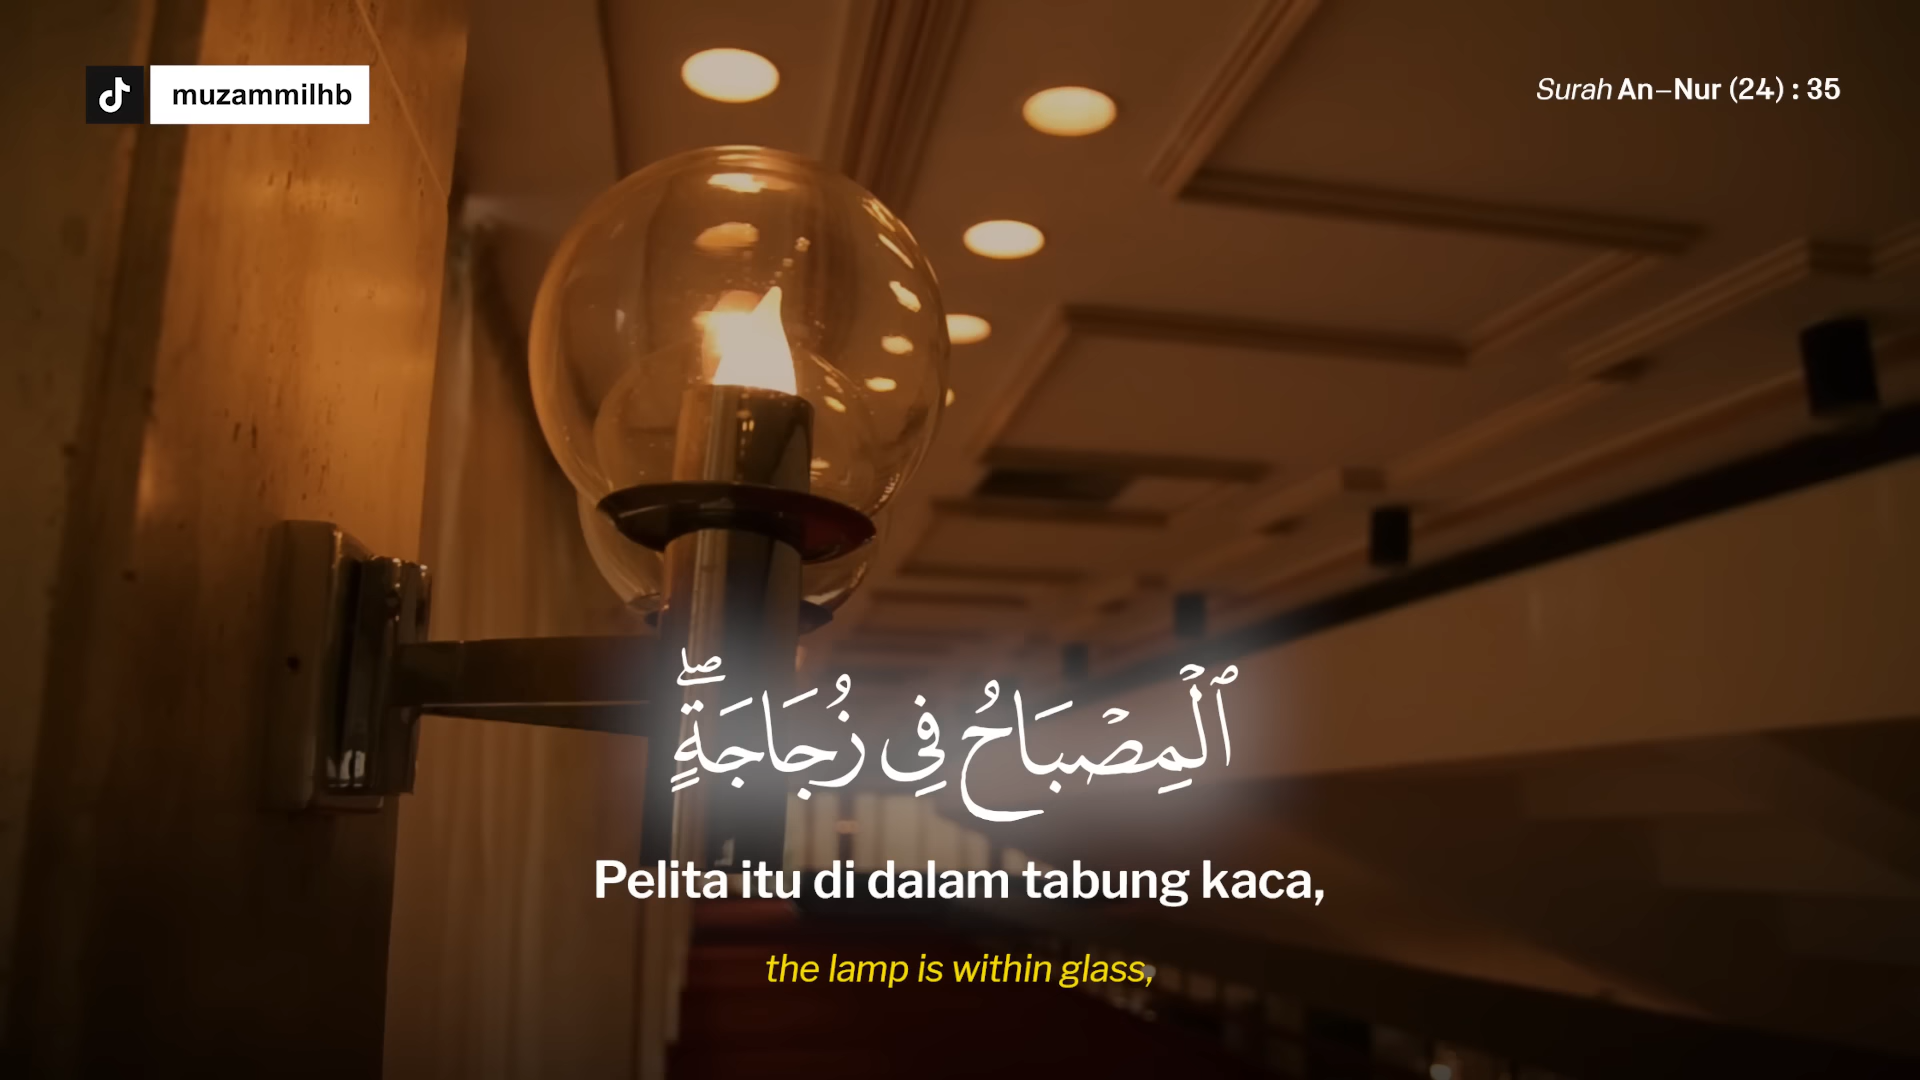 muzammilhb
Surah An–Nur (24) : 35
ٱلْمِصْبَاحُ فِى زُجَاجَةٍ ۖ
Pelita itu di dalam tabung kaca,
the lamp is within glass,